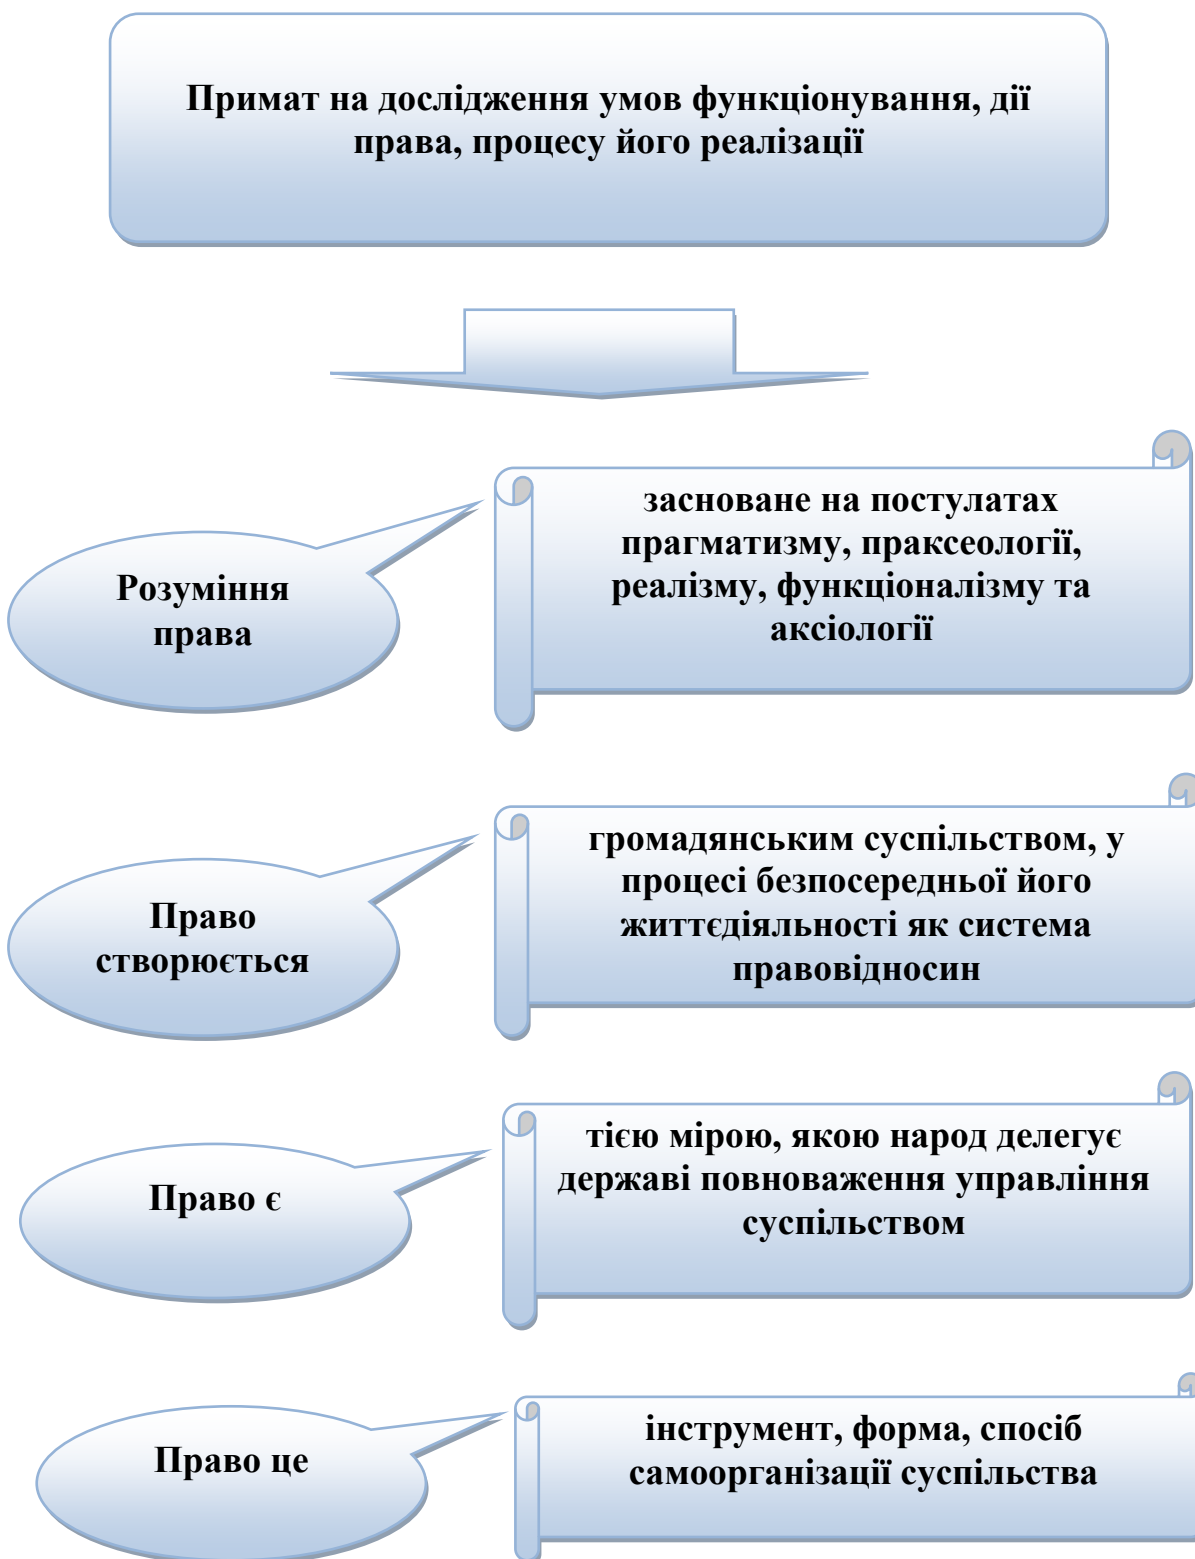 Примат на дослідження умов функціонування, дії
права, процесу його реалізації
Розуміння
права
засноване на постулатах
прагматизму, праксеології,
реалізму, функціоналізму та
аксіології
Право
створюється
громадянським суспільством, у
процесі безпосередньої його
життєдіяльності як система
правовідносин
Право є
тією мірою, якою народ делегує
державі повноваження управління
суспільством
Право це
інструмент, форма, спосіб
самоорганізації суспільства